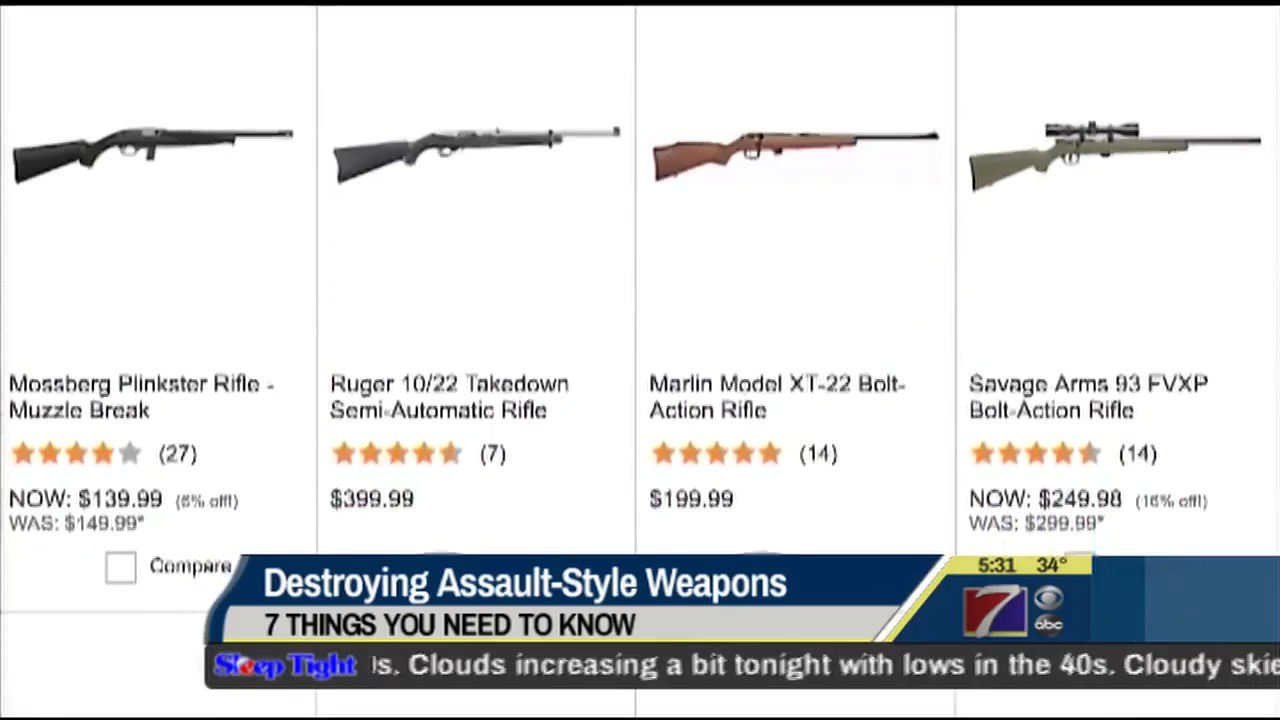 Mossberg Plinkster Rifle -
Muzzle Break
(27)
NOW: $139.99 (6% off!)
WAS: $149.99*
Compare
Ruger 10/22 Takedown
Semi-Automatic Rifle
(7)
$399.99
Marlin Model XT-22 Bolt-
Action Rifle
(14)
$199.99
Savage Arms 93 FVXP
Bolt-Action Rifle
(14)
NOW: $249.98 (16% off!)
WAS: $299.99*
Destroying Assault-Style Weapons
7 THINGS YOU NEED TO KNOW
5:31 34°
7
abc
Sleep Tight ls. Clouds increasing a bit tonight with lows in the 40s. Cloudy skie